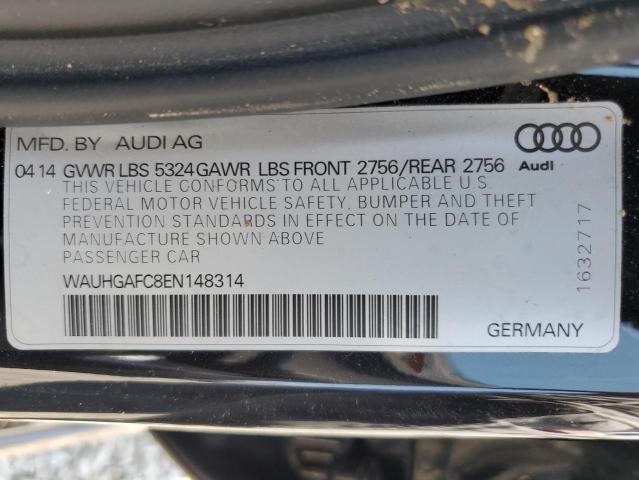 MFD. BY AUDI AG
04 14 GVWR LBS 5324 GAWR LBS FRONT 2756/REAR 2756
Audi
THIS VEHICLE CONFORMS TO ALL APPLICABLE U.S.
FEDERAL MOTOR VEHICLE SAFETY, BUMPER AND THEFT
PREVENTION STANDARDS IN EFFECT ON THE DATE OF
MANUFACTURE SHOWN ABOVE
PASSENGER CAR
WAUHGAFC8EN148314
GERMANY
1632717